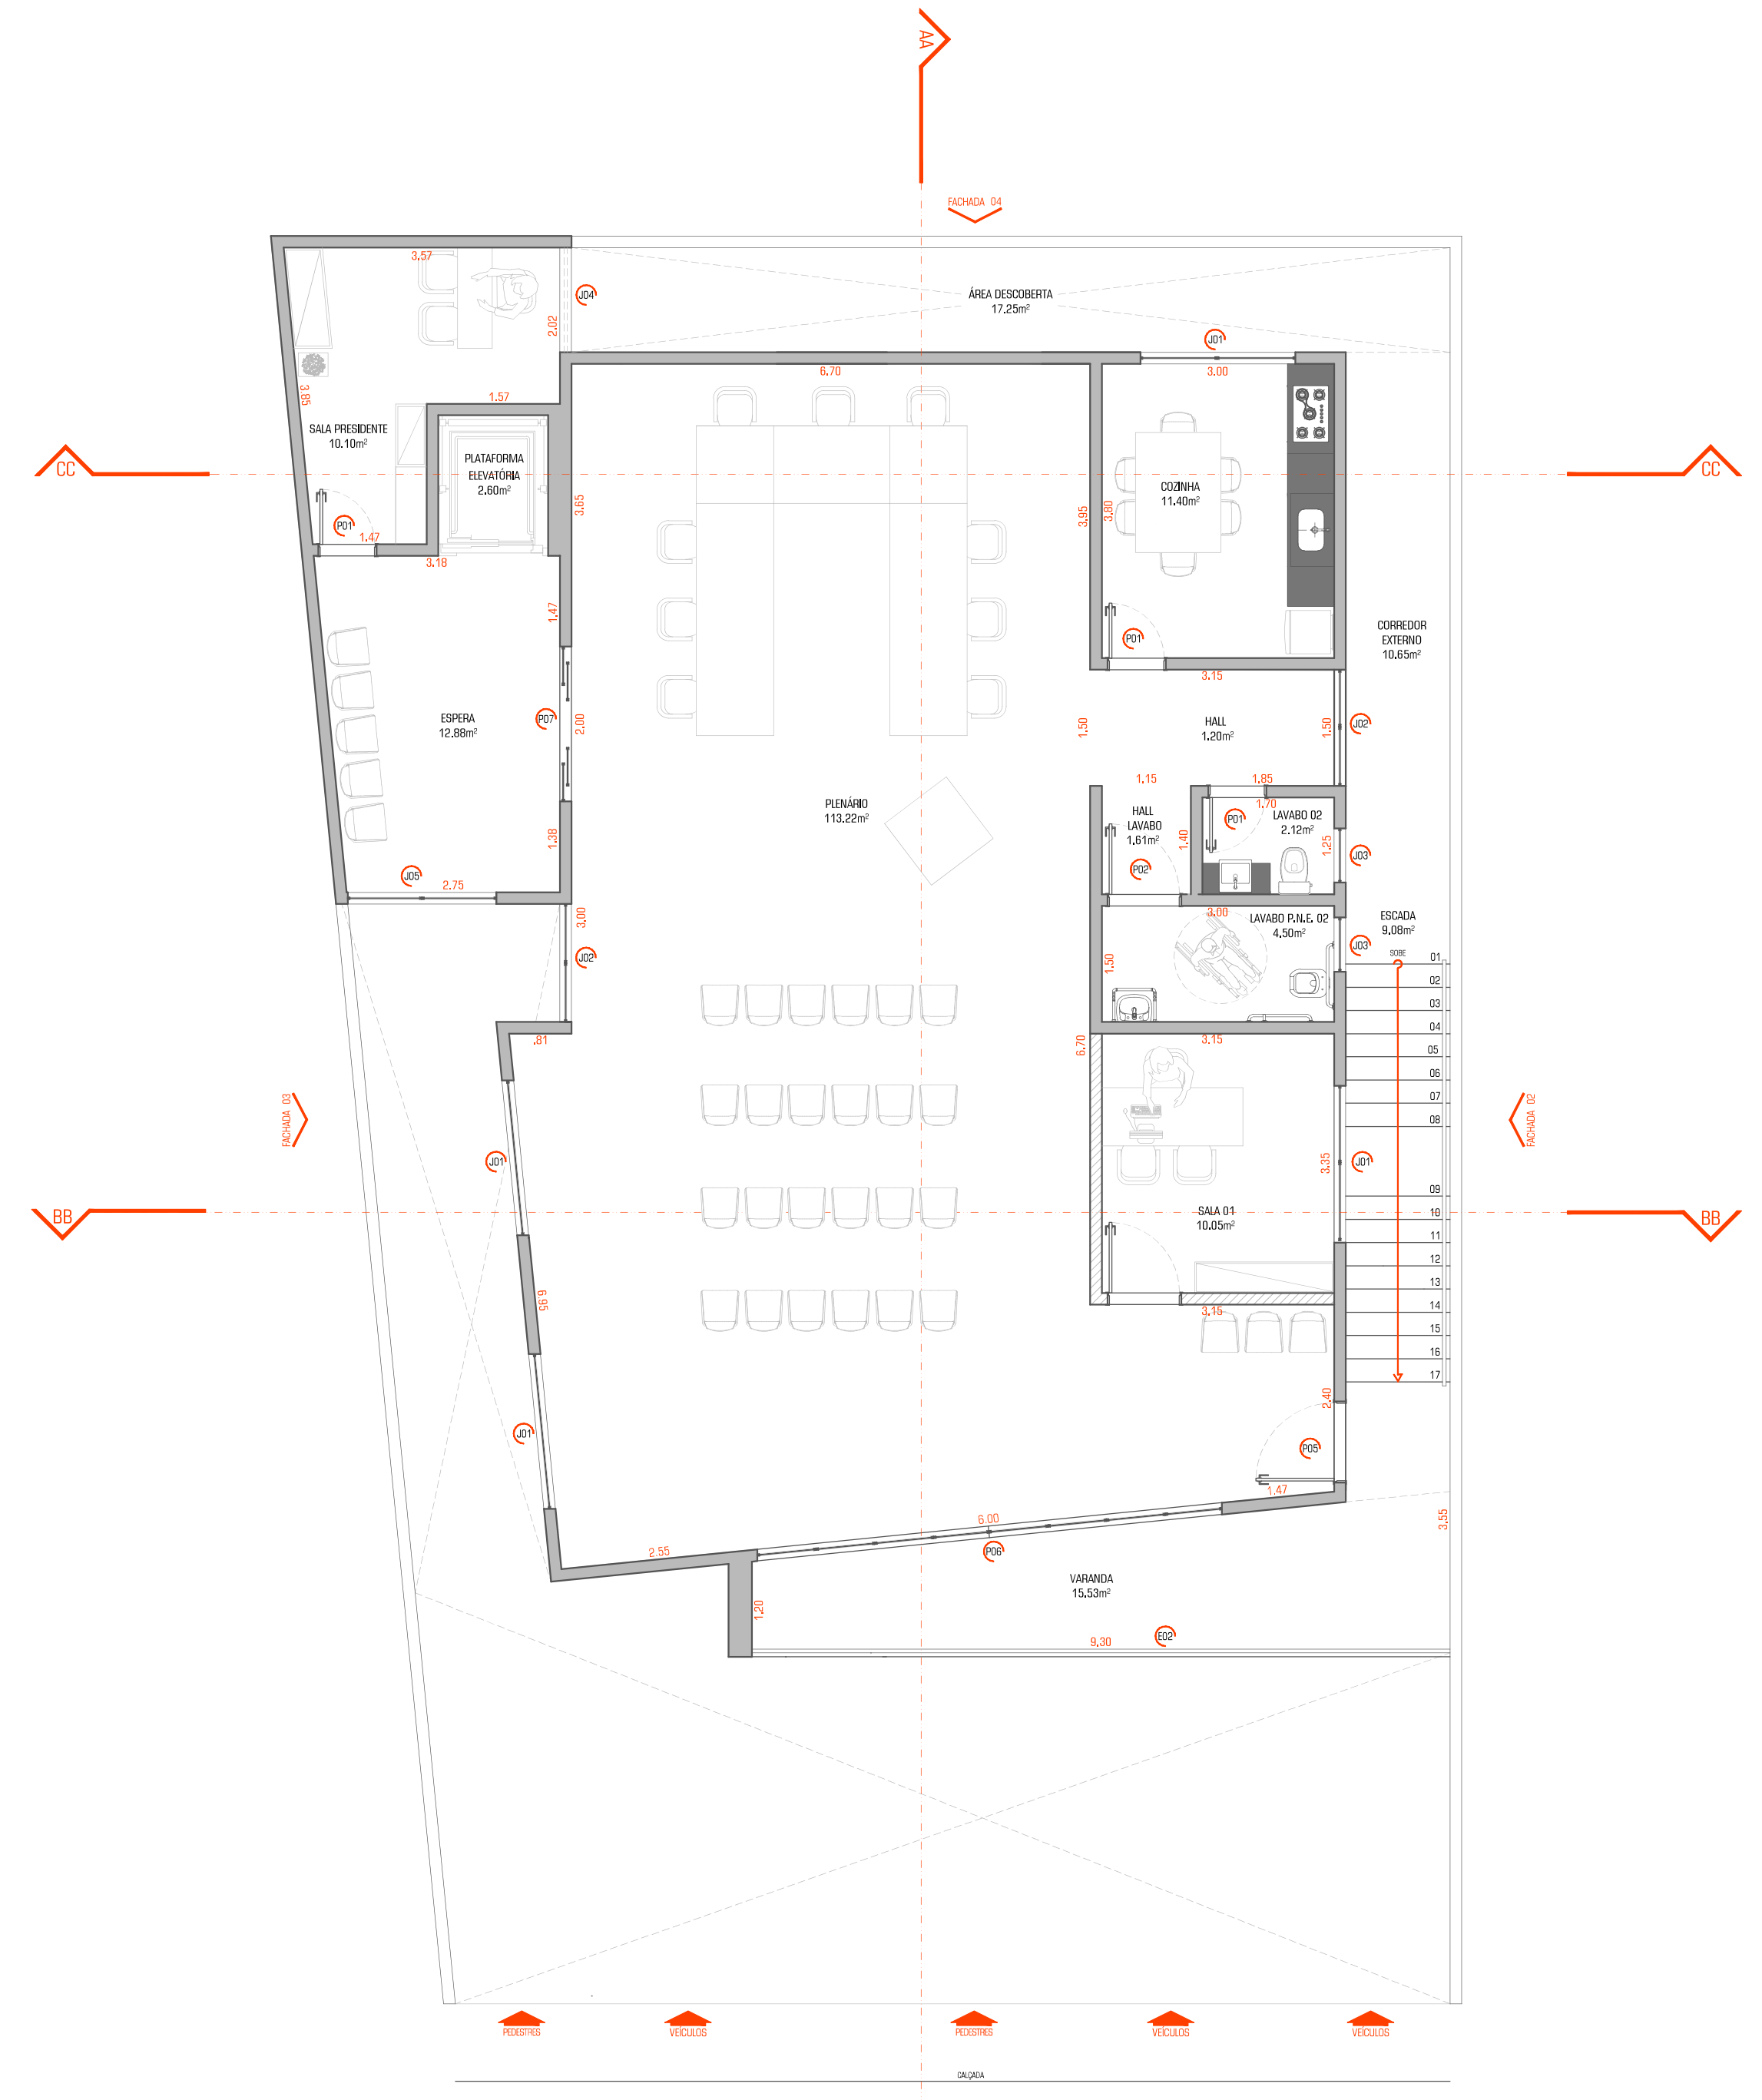 AA
FACHADA 04
3.57
J04
ÁREA DESCOBERTA
17.25m²
2.02
J01
6.70
3.00
3.85
1.57
SALA PRESIDENTE
10.10m²
PLATAFORMA
ELEVATÓRIA
2.60m²
CC
CC
COZINHA
11.40m²
3.65
3.95
3.80
P01
1.47
3.18
1.47
P01
CORREDOR
EXTERNO
10.65m²
3.15
ESPERA
12.88m²
P07
2.00
1.50
HALL
1.20m²
1.50
J02
1.15
1.85
PLENÁRIO
113.22m²
HALL
LAVABO
1.61m²
1.70
P01
LAVABO 02
2.12m²
1.38
1.40
1.25
J03
P02
J05
2.75
3.00
3.00
LAVABO P.N.E. 02
4.50m²
ESCADA
9.08m²
J02
1.50
J03
SOBE
01
02
03
04
05
06
07
08
09
10
11
12
13
14
15
16
17
.81
6.70
3.15
FACHADA 03
FACHADA 02
J01
3.35
J01
BB
BB
SALA 01
10.05m²
6.95
3.15
2.40
J01
P05
1.47
6.00
3.55
2.55
P06
VARANDA
15.53m²
1.20
9.30
E02
PEDESTRES
VEÍCULOS
PEDESTRES
VEÍCULOS
VEÍCULOS
CALÇADA